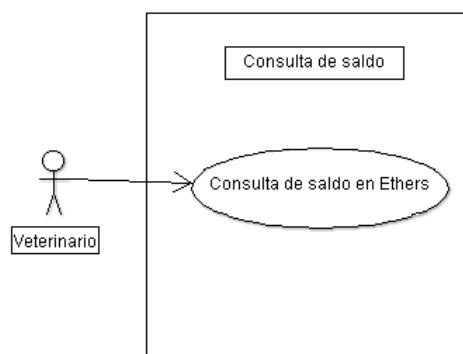 Consulta de saldo
Consulta de saldo en Ethers
Veterinario